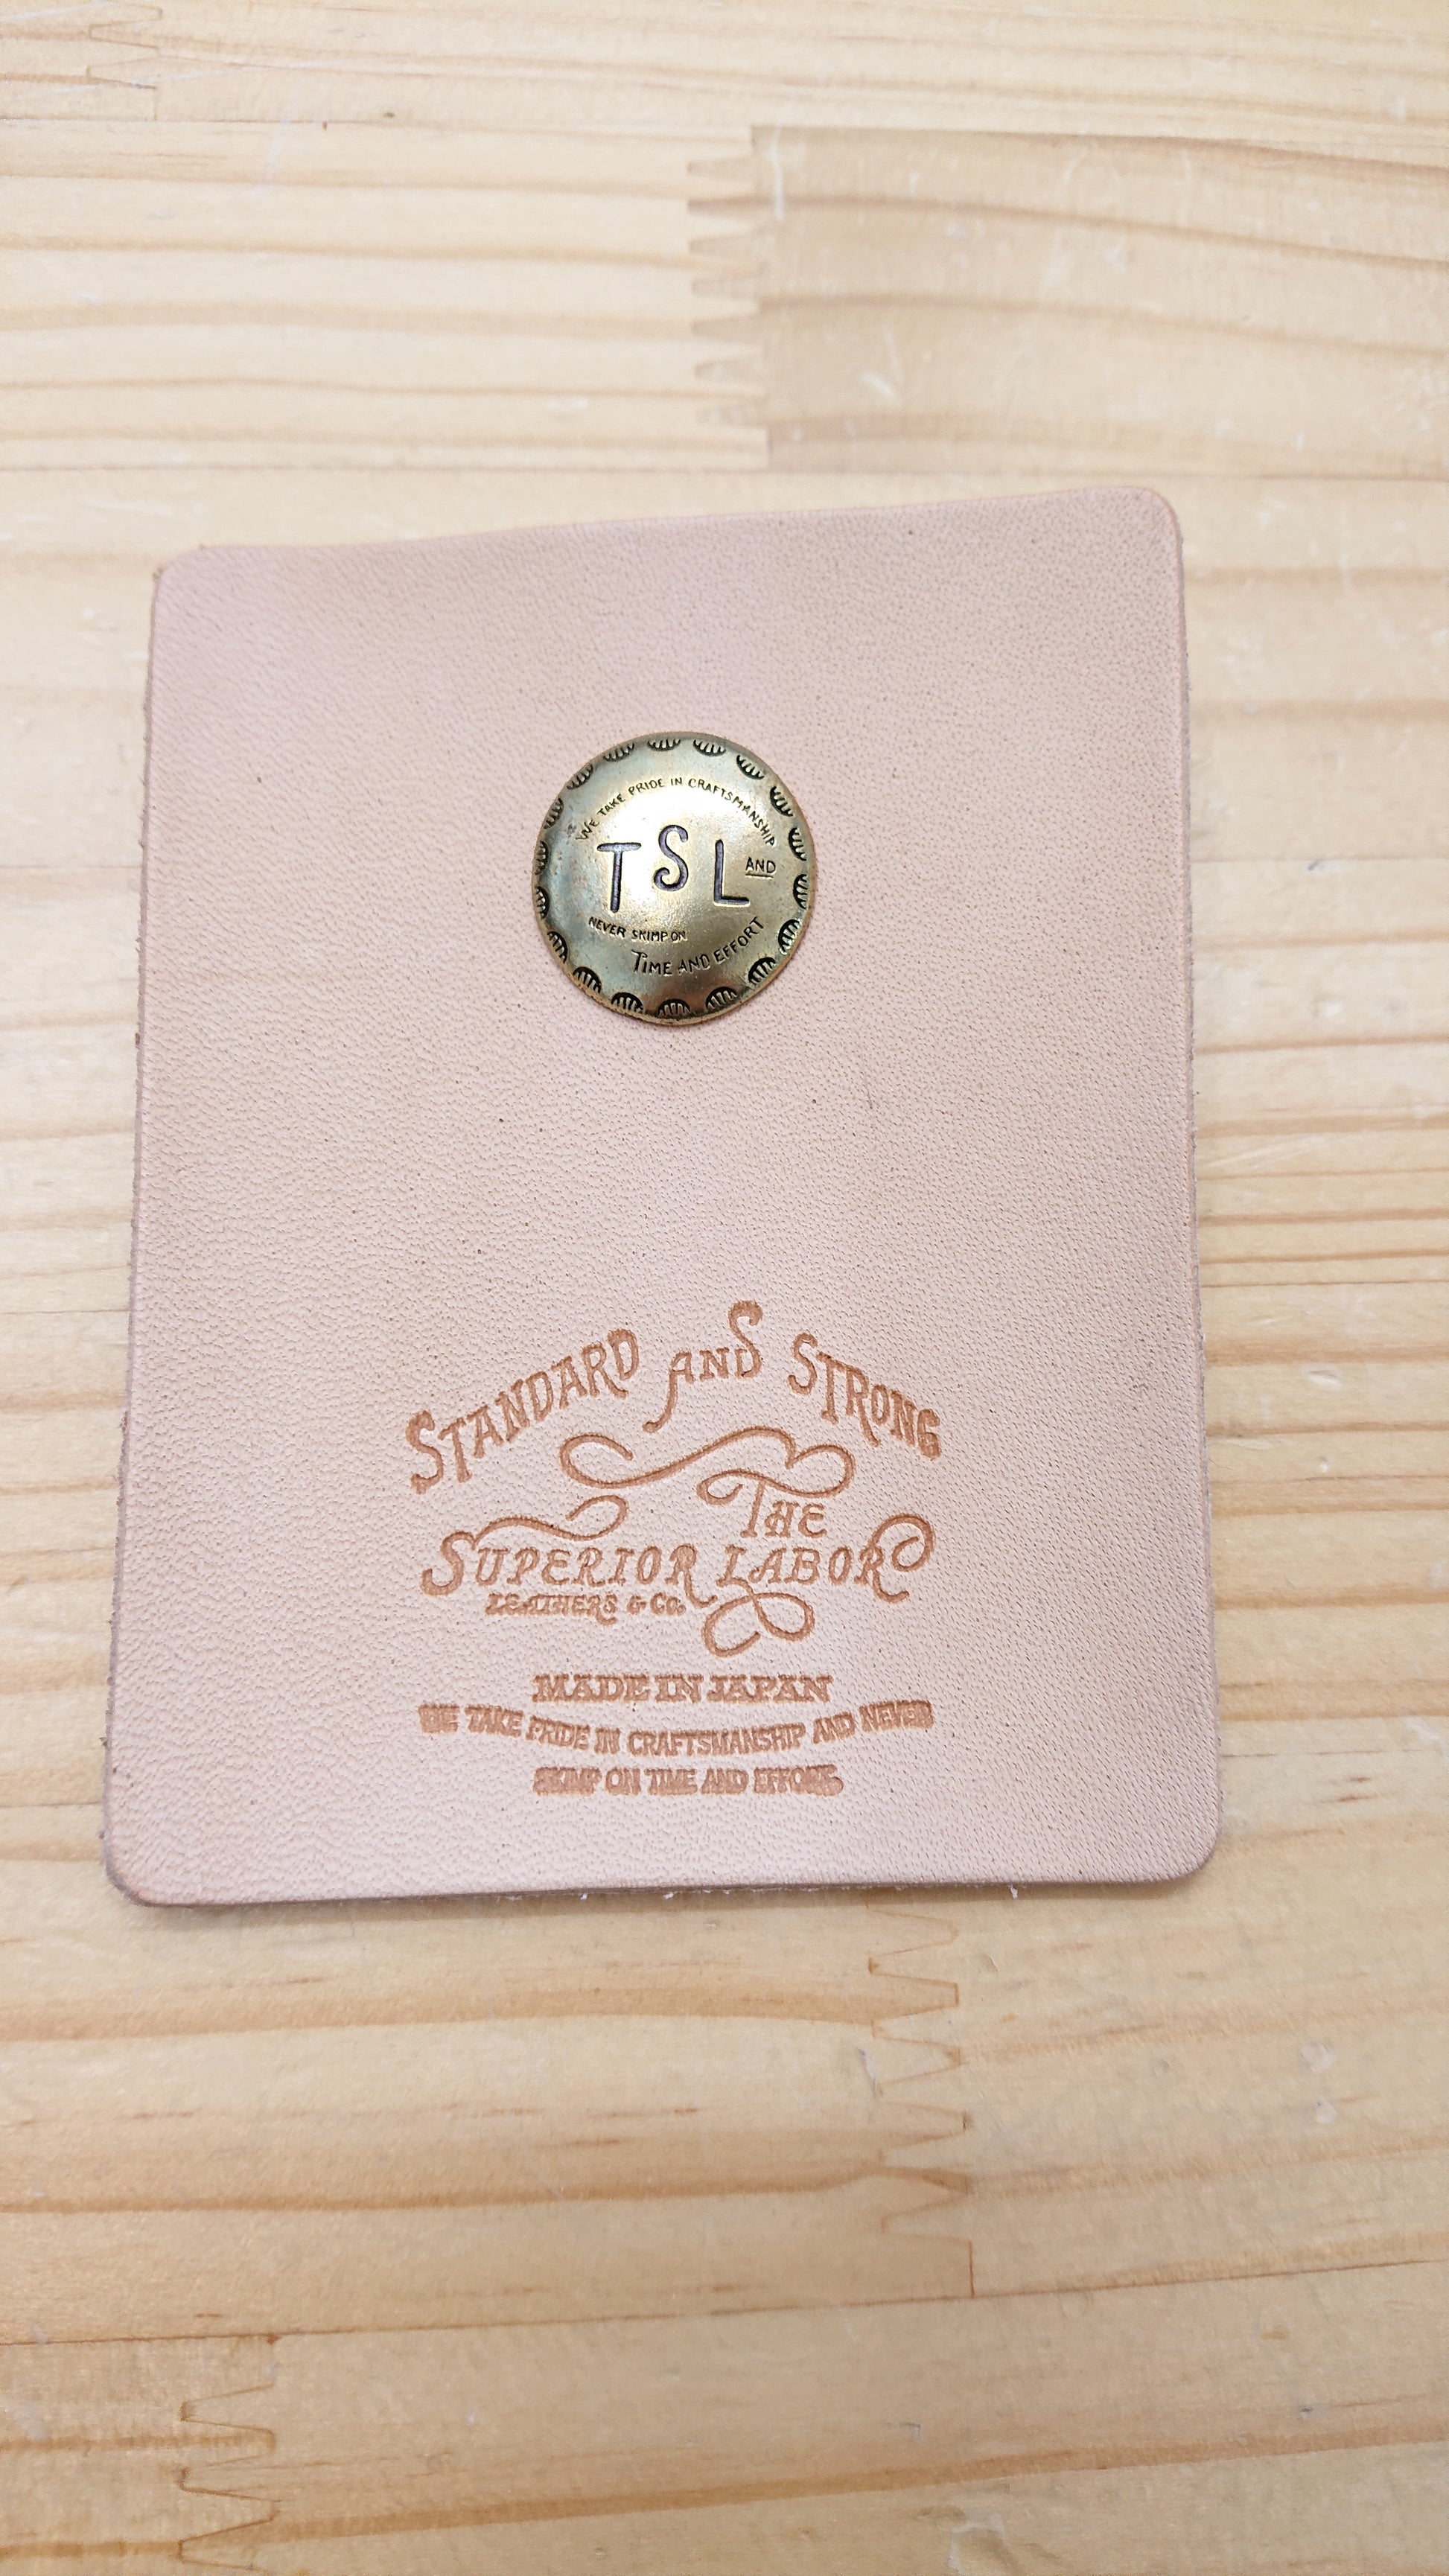 WE TAKE PRIDE IN CRAFTSMANSHIP
TSL AND
NEVER SKIMP ON
TIME AND EFFORT
STANDARD AND STRONG
THE
SUPERIOR LABOR
LEATHERS & CO.
MADE IN JAPAN
WE TAKE PRIDE IN CRAFTSMANSHIP AND NEVER
SKIMP ON TIME AND EFFORT.